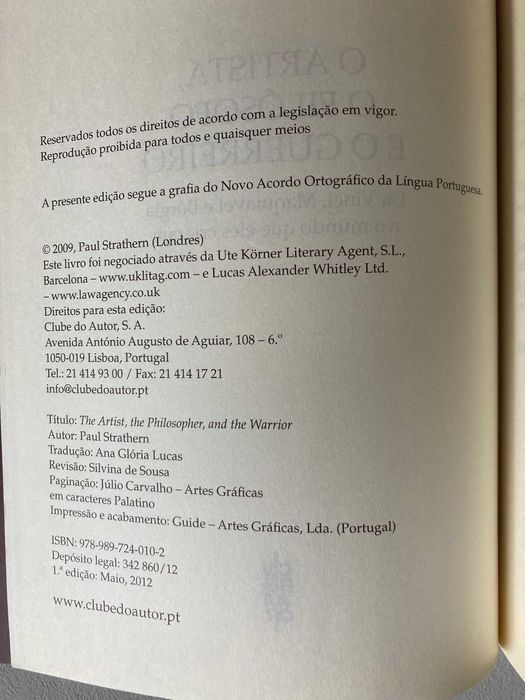 Reservados todos os direitos de acordo com a legislação em vigor.
Reprodução proibida para todos e quaisquer meios
A presente edição segue a grafia do Novo Acordo Ortográfico da Língua Portuguesa.
© 2009, Paul Strathern (Londres)
Este livro foi negociado através da Ute Körner Literary Agent, S.L.,
Barcelona – www.uklitag.com – e Lucas Alexander Whitley Ltd.
– www.lawagency.co.uk
Direitos para esta edição:
Clube do Autor, S. A.
Avenida António Augusto de Aguiar, 108 – 6.º
1050-019 Lisboa, Portugal
Tel.: 21 414 93 00 / Fax: 21 414 17 21
info@clubedoautor.pt
Título: The Artist, the Philosopher, and the Warrior
Autor: Paul Strathern
Tradução: Ana Glória Lucas
Revisão: Silvina de Sousa
Paginação: Júlio Carvalho – Artes Gráficas
em caracteres Palatino
Impressão e acabamento: Guide – Artes Gráficas, Lda. (Portugal)
ISBN: 978-989-724-010-2
Depósito legal: 342 860/12
1.ª edição: Maio, 2012
www.clubedoautor.pt